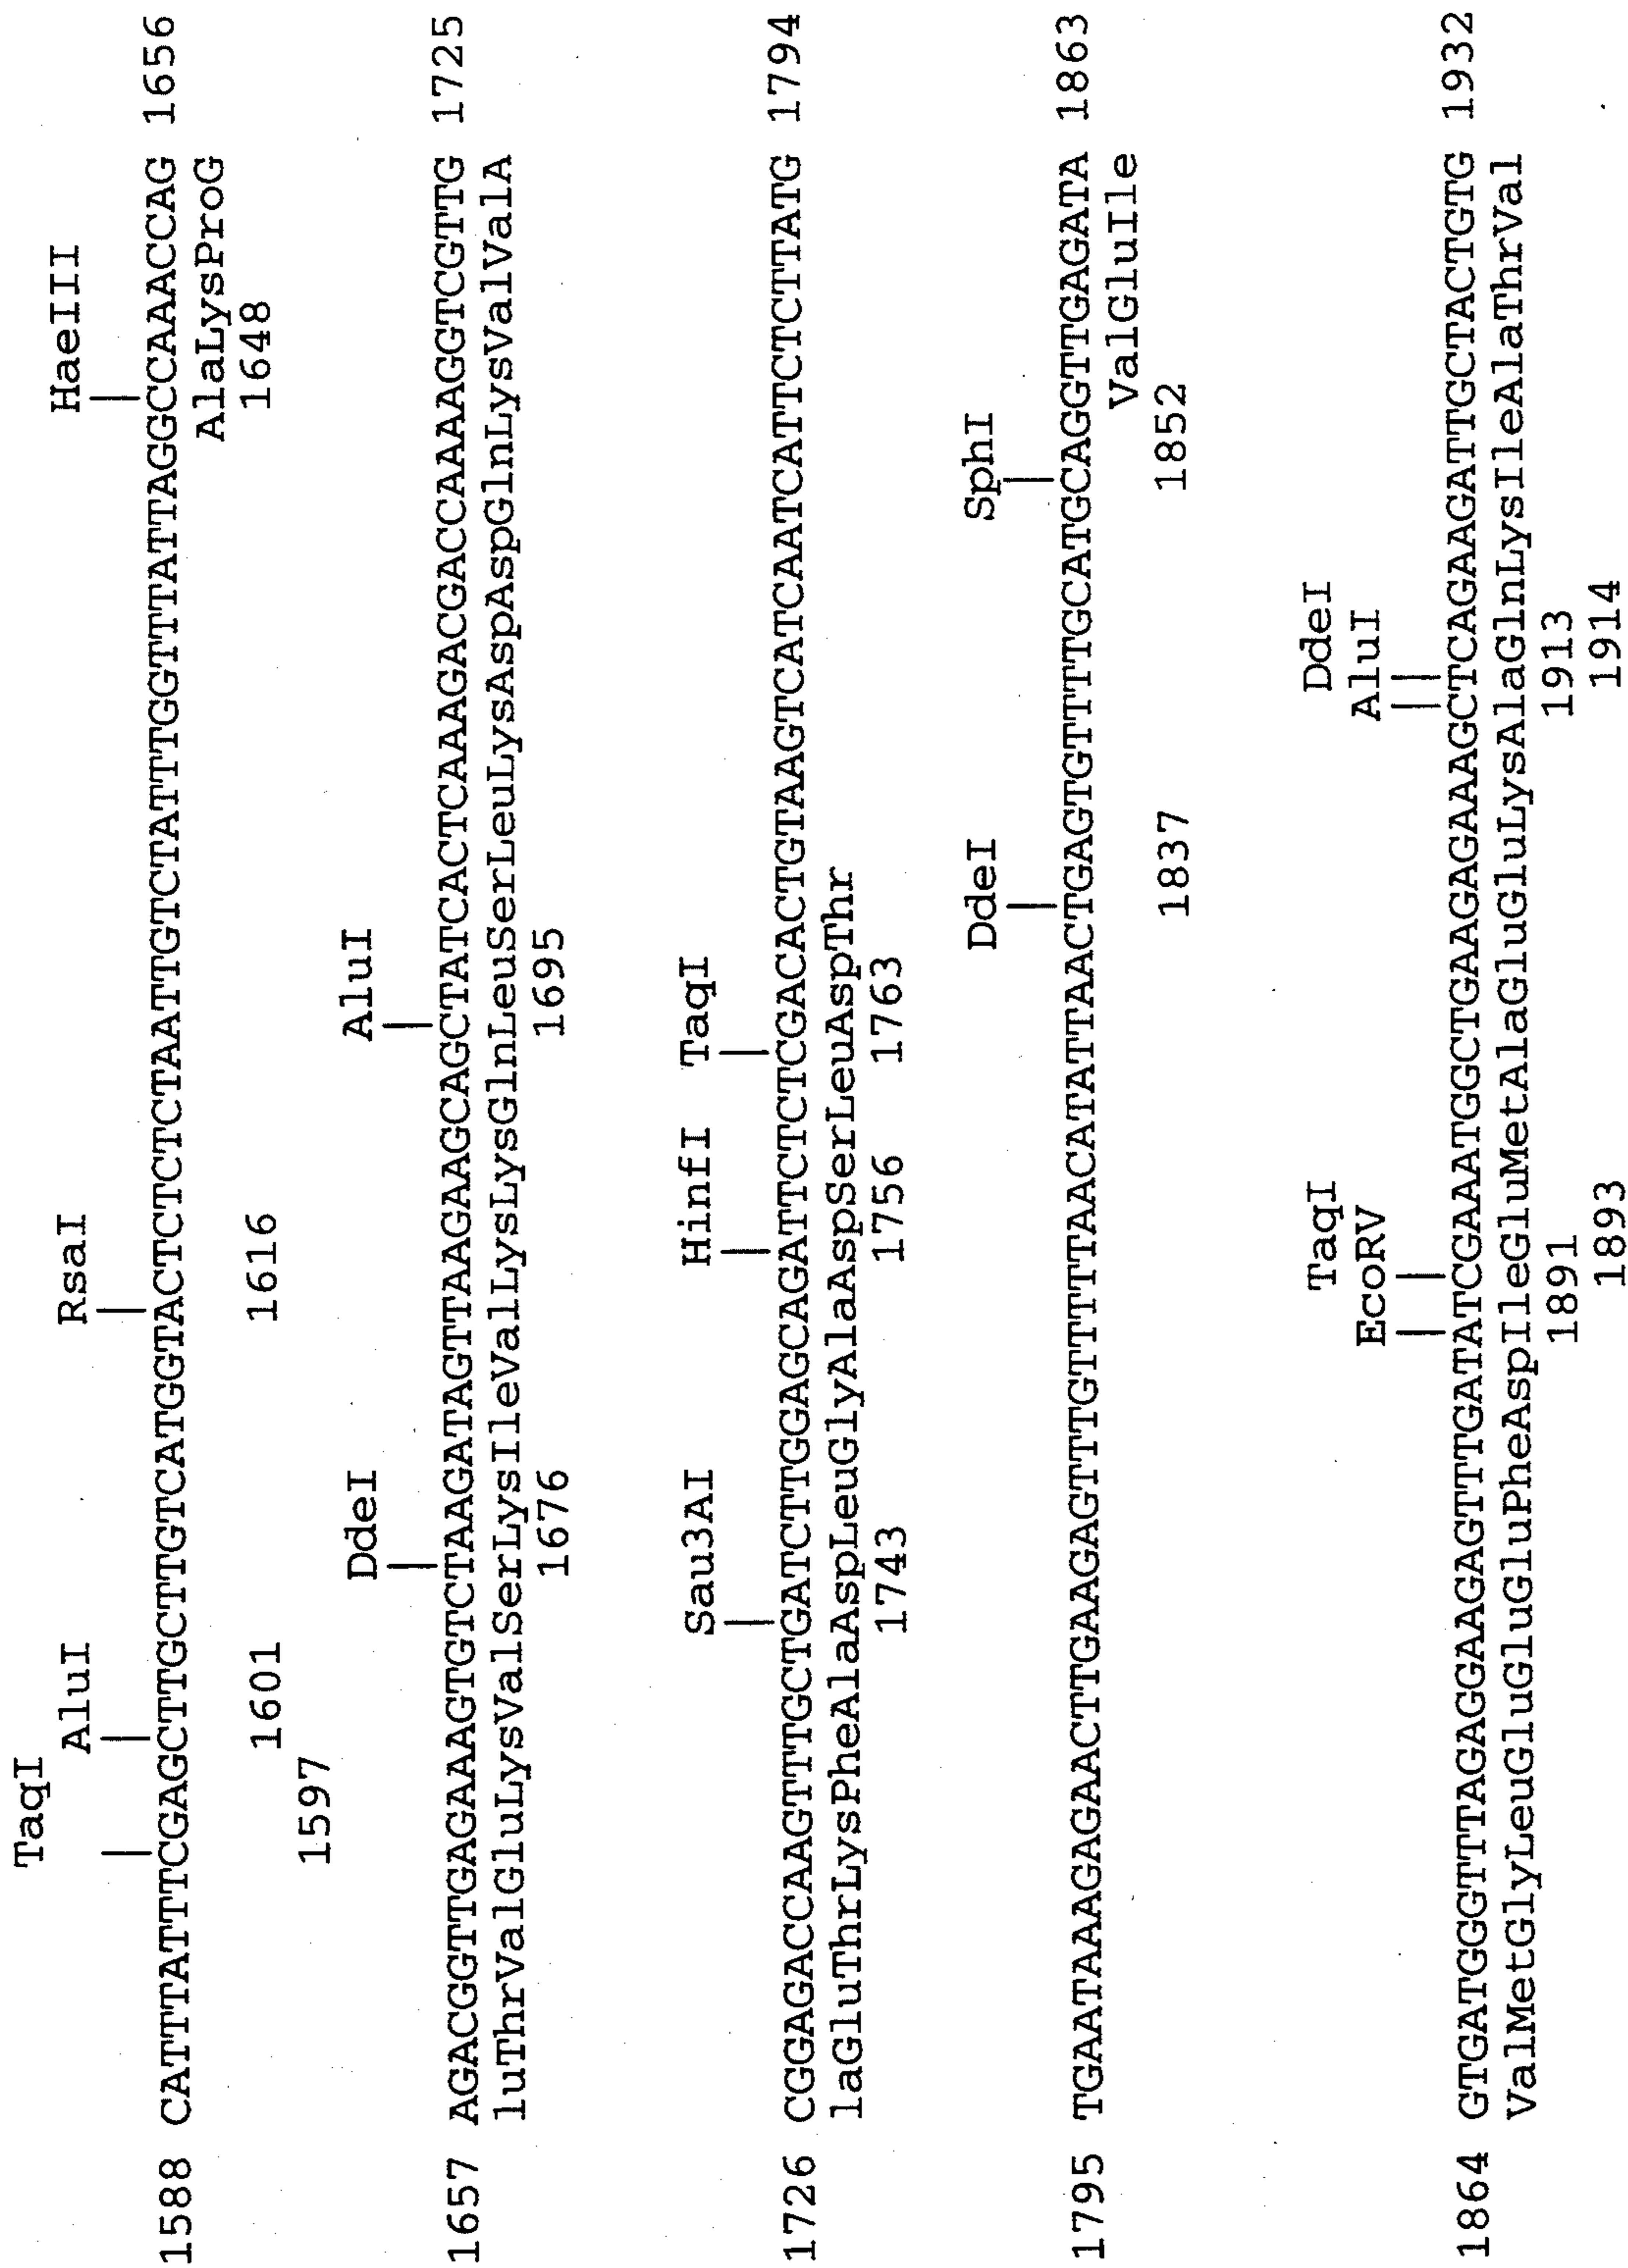 TaqI
AluI RsaI HaeIII
1588 CATTTATTTCGAGCTTGCTTGTCATGGTACTCTCTCTAATTGTCTATTTGGTTTATTAGGCCAAACCAG 1656
AlaLysProG
1601 1616 1648
1597
DdeI AluI
1657 AGACGGTTGAGAAAGTGTCTAAGATAGTTAAGAAGCAGCTATCACTCAAAGACGACCAAAAGGTCGTTG 1725
luThrValGluLysValSerLysIleValLysLysGlnLeuSerLeuLysAspAspGlnLysValValA
1676 1695
Sau3AI HinfI TaqI
1726 CGGAGACCAAGTTTGCTGATCTTGGAGCAGATTCTCTCGACACTGTAAGTCATCAATCATTCTCTTATG 1794
laGluThrLysPheAlaAspLeuGlyAlaAspSerLeuAspThr
1743 1756 1763
DdeI SphI
1795 TGAATAAAGAGAACTTGAAGAGTTTGTTTTTAACATATTAACTGAGTGTTTTGCATGCAGGTTGAGATA 1863
ValGluIle
1837 1852
TaqI DdeI
EcoRV AluI
1864 GTGATGGGTTTAGAGGAAGAGTTTGATATCGAAATGGCTGAAGAGAAAGCTCAGAAGATTGCTACTGTG 1932
ValMetGlyLeuGluGluGluPheAspIleGluMetAlaGluGluLysAlaGlnLysIleAlaThrVal
1891 1913
1893 1914